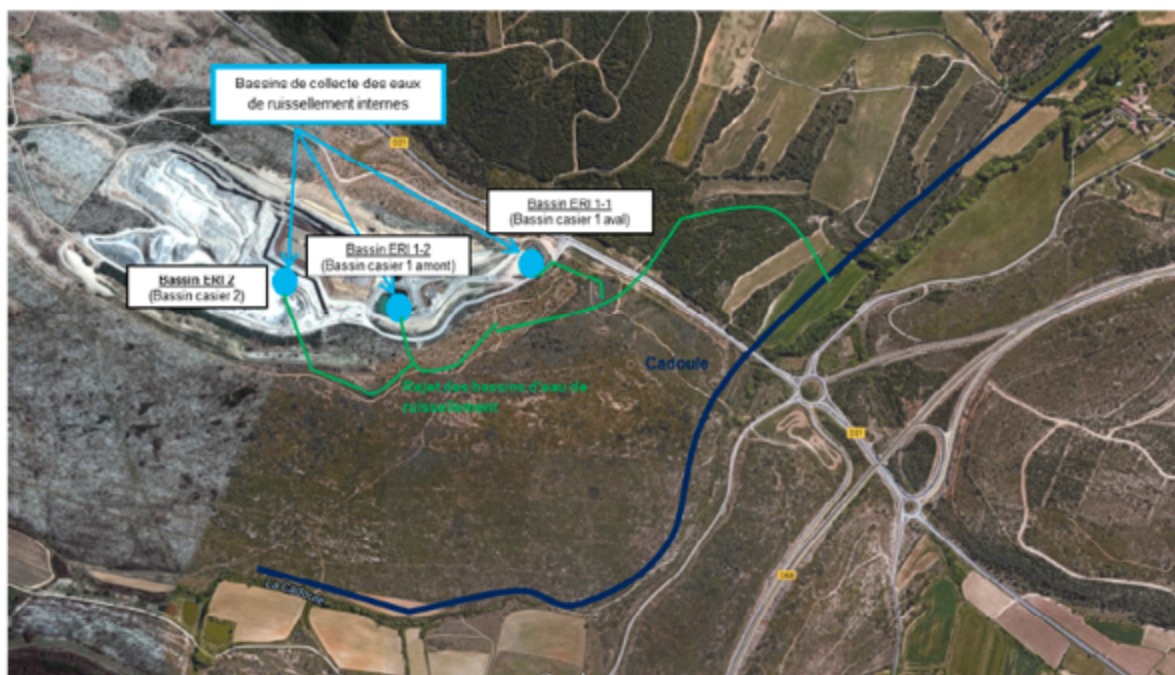 Bassins de collecte des eaux
de ruissellement internes
D21
Bassin ERI 1-1
(Bassin casier 1 aval)
Bassin ERI 1-2
(Bassin casier 1 amont)
Bassin ERI 2
(Bassin casier 2)
Cadoule
Rejet des bassins d'eau de
ruissellement
D21
D68
La Cadoule